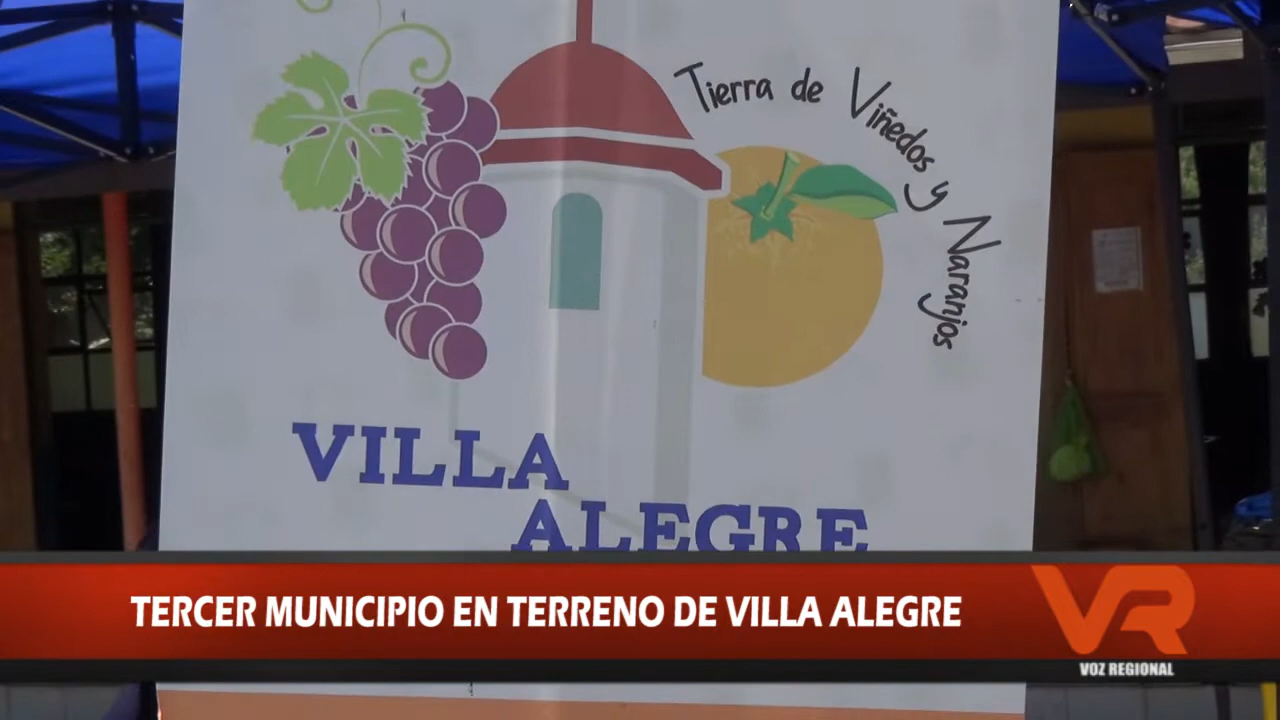 Tierra de Viñedos y Naranjos
VILLA
ALEGRE
TERCER MUNICIPIO EN TERRENO DE VILLA ALEGRE
VR
VOZ REGIONAL